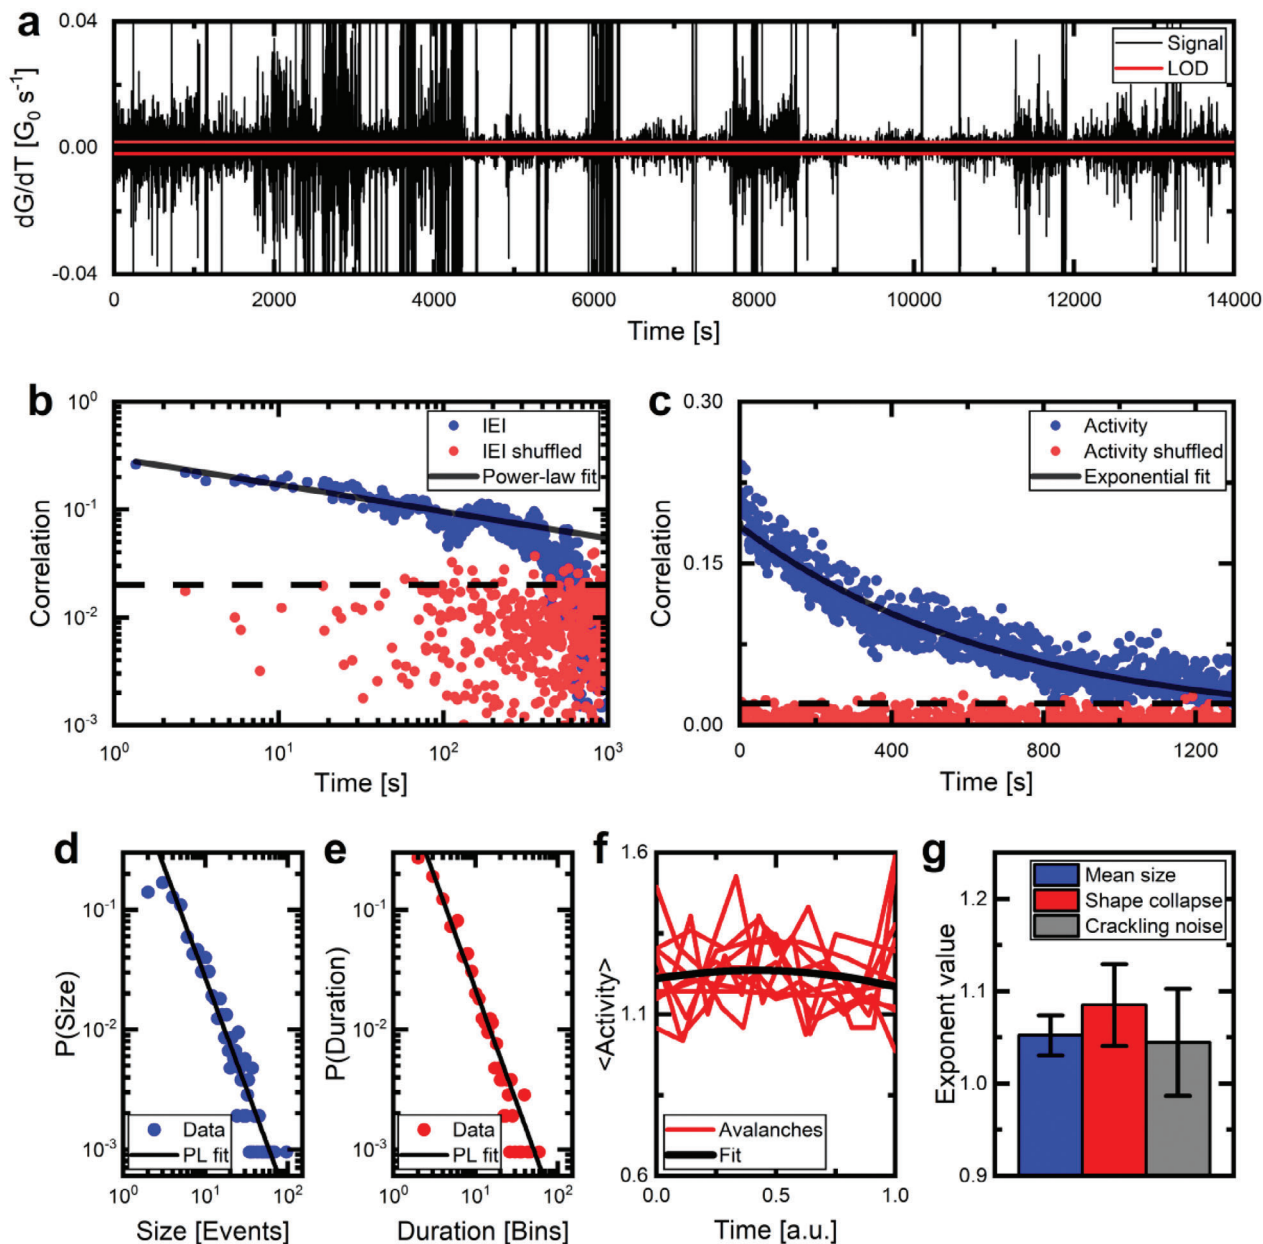 a
0.04
0.00
-0.04
dG/dT [G₀ s⁻¹]
Signal
LOD
0 2000 4000 6000 8000 10000 12000 14000
Time [s]
b
10⁰
10⁻¹
10⁻²
10⁻³
Correlation
IEI
IEI shuffled
Power-law fit
10⁰ 10¹ 10² 10³
Time [s]
c
0.30
0.15
0.00
Correlation
Activity
Activity shuffled
Exponential fit
0 400 800 1200
Time [s]
d
10⁻¹
10⁻²
10⁻³
P(Size)
Data
PL fit
10⁰ 10¹ 10²
Size [Events]
e
10⁻¹
10⁻²
10⁻³
P(Duration)
Data
PL fit
10⁰ 10¹ 10²
Duration [Bins]
f
1.6
1.1
0.6
<Activity>
Avalanches
Fit
0.0 0.5 1.0
Time [a.u.]
g
1.2
1.1
1.0
0.9
Exponent value
Mean size
Shape collapse
Crackling noise